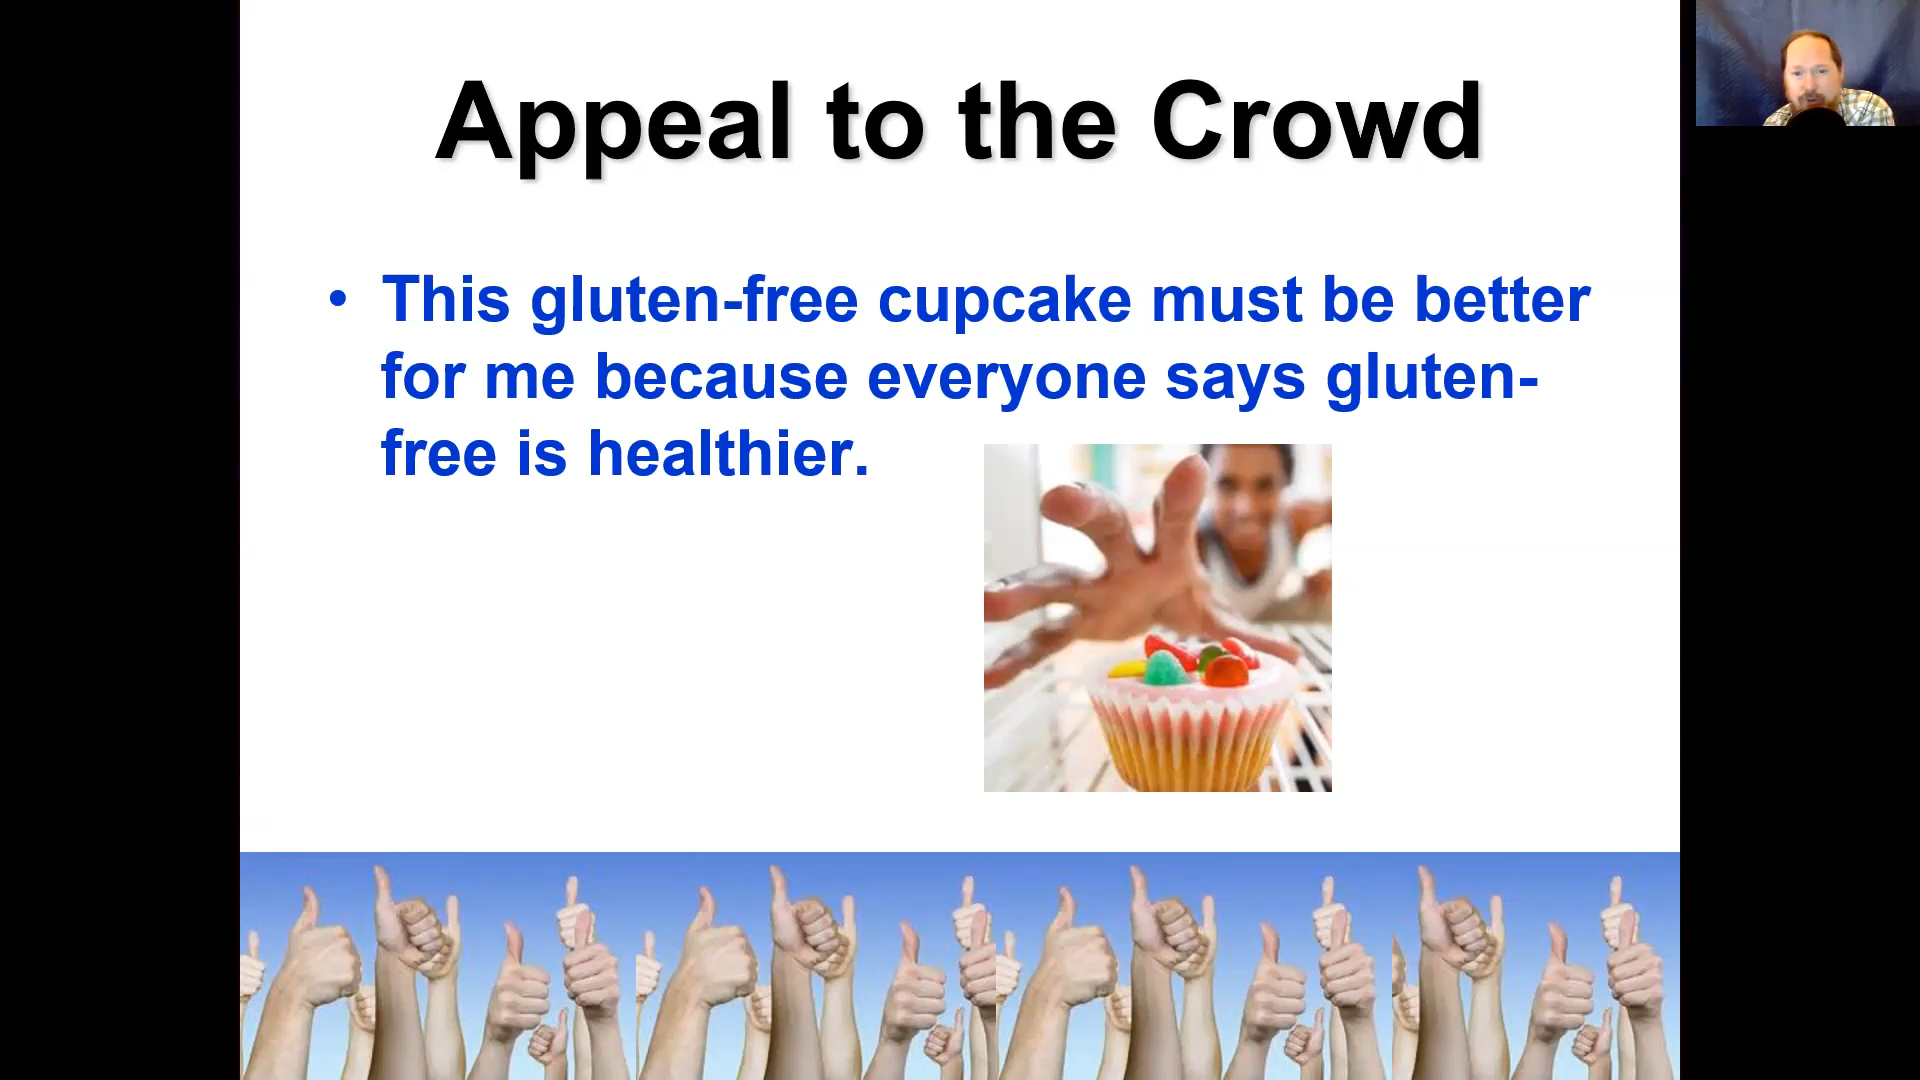 Appeal to the Crowd
• This gluten-free cupcake must be better
for me because everyone says gluten-
free is healthier.